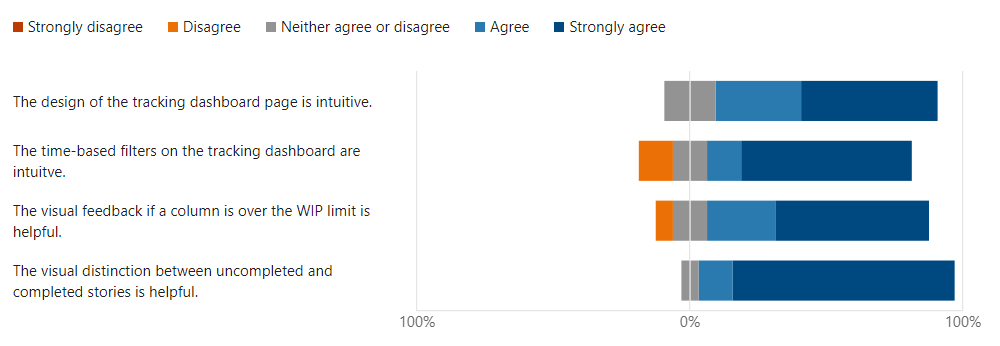 Strongly disagree Disagree Neither agree or disagree Agree Strongly agree
The design of the tracking dashboard page is intuitive.
The time-based filters on the tracking dashboard are
intuitve.
The visual feedback if a column is over the WIP limit is
helpful.
The visual distinction between uncompleted and
completed stories is helpful.
100% 0% 100%